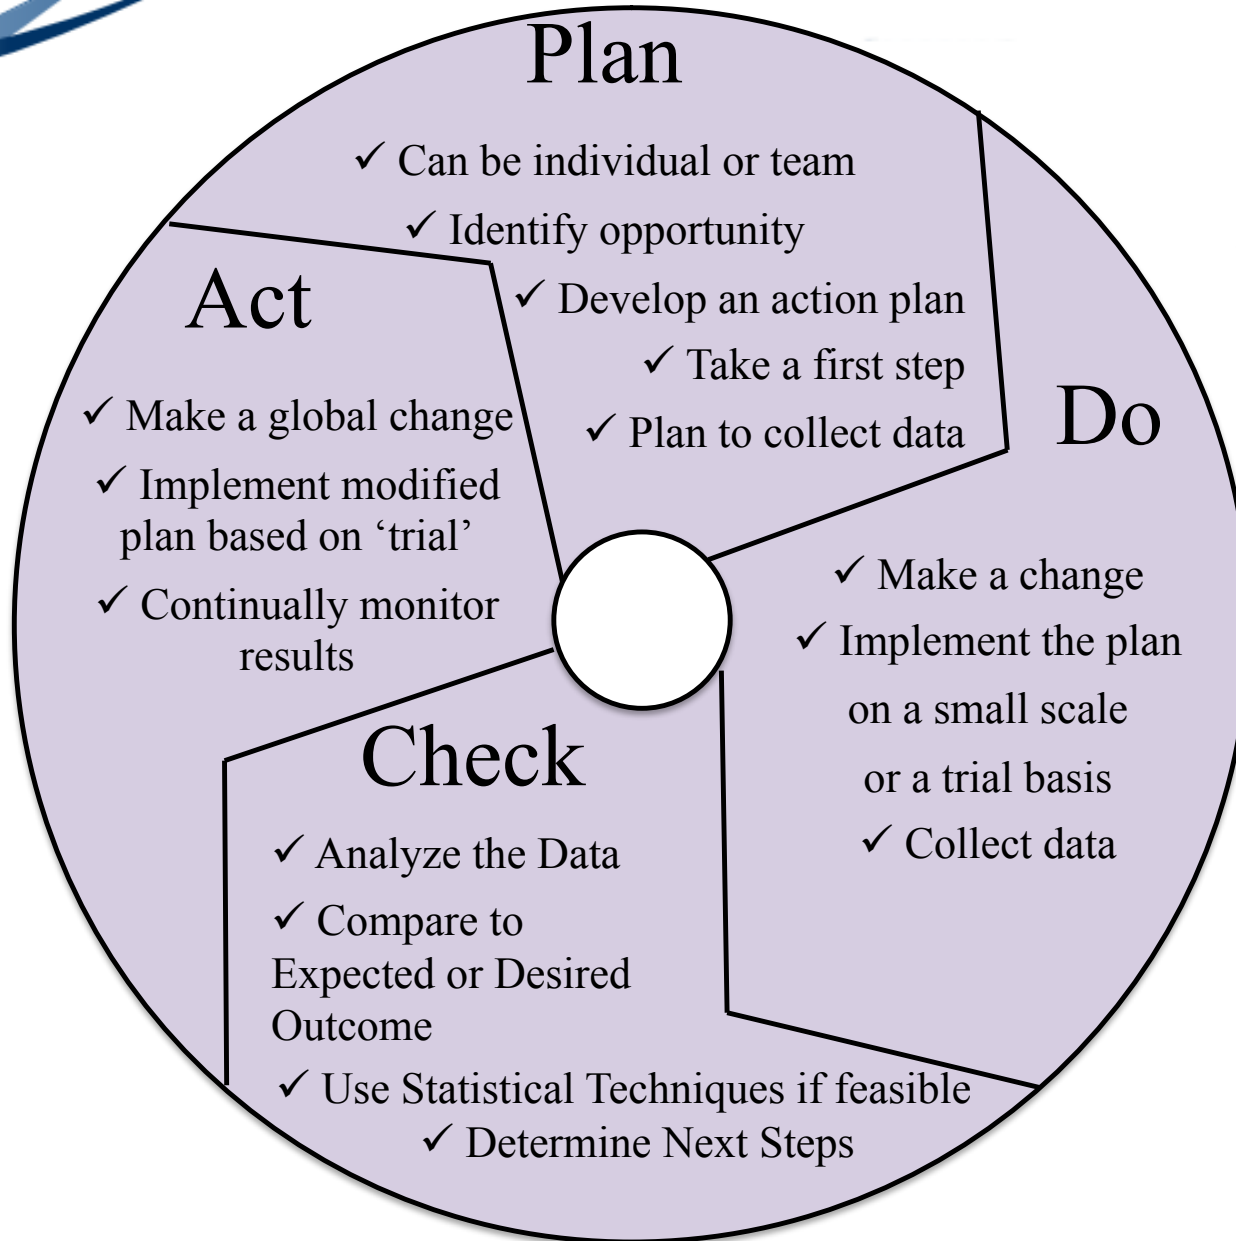 Plan
✓ Can be individual or team
✓ Identify opportunity
✓ Develop an action plan
✓ Take a first step
✓ Plan to collect data
Do
✓ Make a change
✓ Implement the plan
on a small scale
or a trial basis
✓ Collect data
Check
✓ Analyze the Data
✓ Compare to
Expected or Desired
Outcome
✓ Use Statistical Techniques if feasible
✓ Determine Next Steps
Act
✓ Make a global change
✓ Implement modified
plan based on ‘trial’
✓ Continually monitor
results